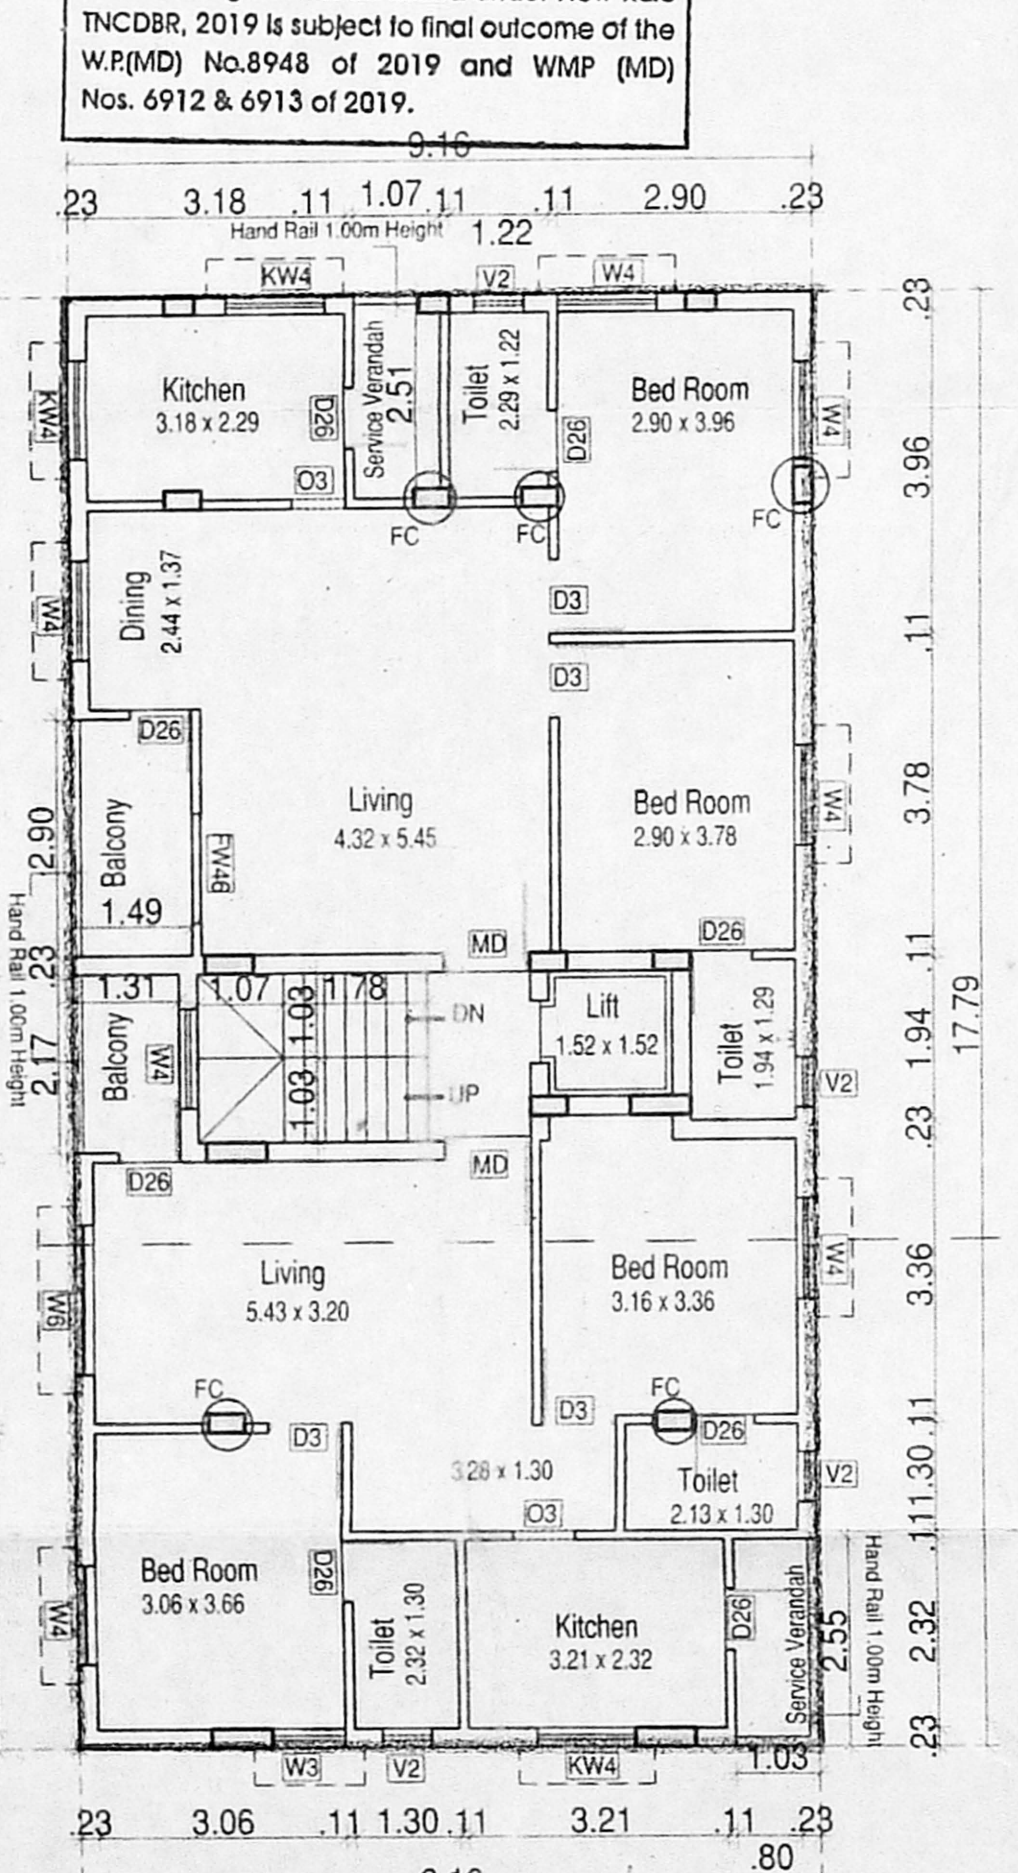 TNCDBR, 2019 is subject to final outcome of the
W.P.(MD) No.8948 of 2019 and WMP (MD)
Nos. 6912 & 6913 of 2019.
9.16
.23 3.18 .11 1.07 .11 .11 2.90 .23
Hand Rail 1.00m Height 1.22
KW4 V2 W4
.23
Kitchen
3.18 x 2.29
KW4
D26
O3
Service Verandah
2.51
Toilet
2.29 x 1.22
D26
Bed Room
2.90 x 3.96
W4
3.96
FC FC FC
Dining
2.44 x 1.37
W4
D3
.11
D3
D26
Living
4.32 x 5.45
Bed Room
2.90 x 3.78
W4
3.78
Balcony
1.49
2.90
FW46
Hand Rail 1.00m Height
MD
D26
.23
.11
1.31 1.07 1.03 1.78
DN
Lift
1.52 x 1.52
Toilet
1.94 x 1.29
1.94
17.79
Balcony
2.17
W4
1.03
UP
V2
.23
MD
D26
Living
5.43 x 3.20
Bed Room
3.16 x 3.36
W4
3.36
W6
FC FC
D3 D3 D26
.11
3.28 x 1.30
Toilet
2.13 x 1.30
V2
1.30
O3
.11
Bed Room
3.06 x 3.66
D26
W4
Toilet
2.32 x 1.30
Kitchen
3.21 x 2.32
D26
Service Verandah
2.55
Hand Rail 1.00m Height
2.32
.23
W3 V2 KW4
1.03
.23 3.06 .11 1.30 .11 3.21 .11 .23
.80